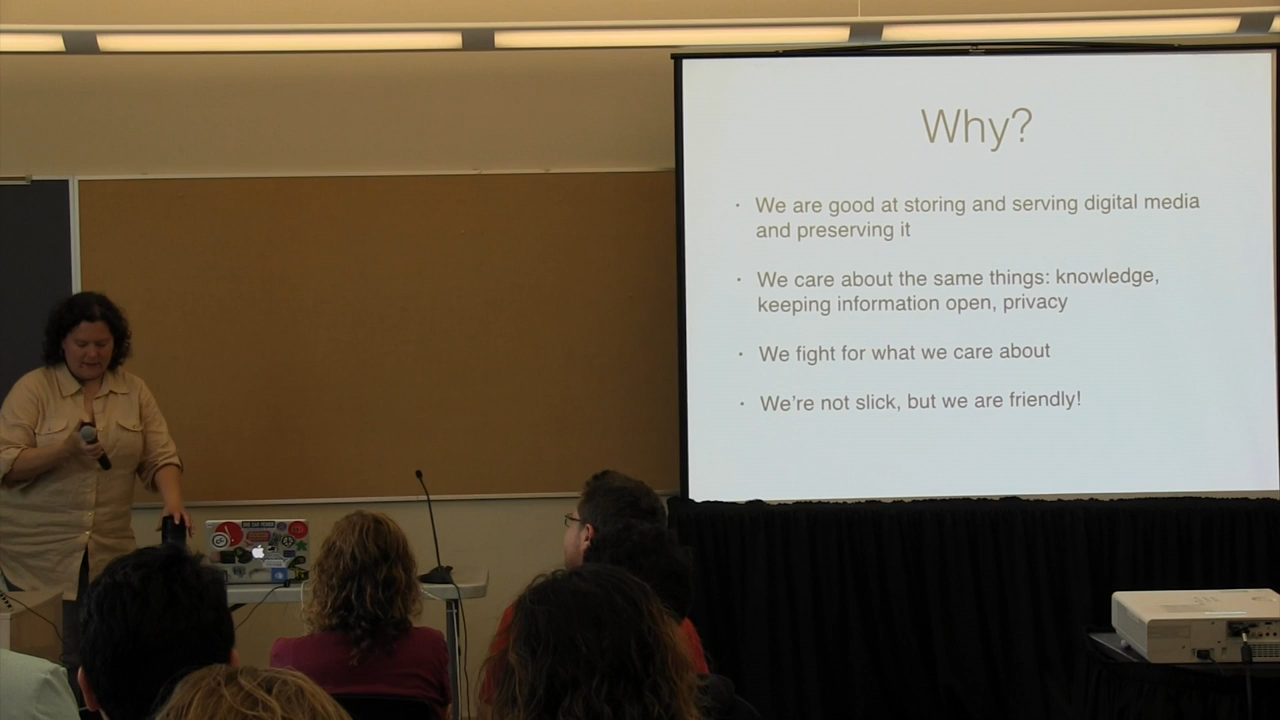 Why?
· We are good at storing and serving digital media
and preserving it
· We care about the same things: knowledge,
keeping information open, privacy
· We fight for what we care about
· We're not slick, but we are friendly!